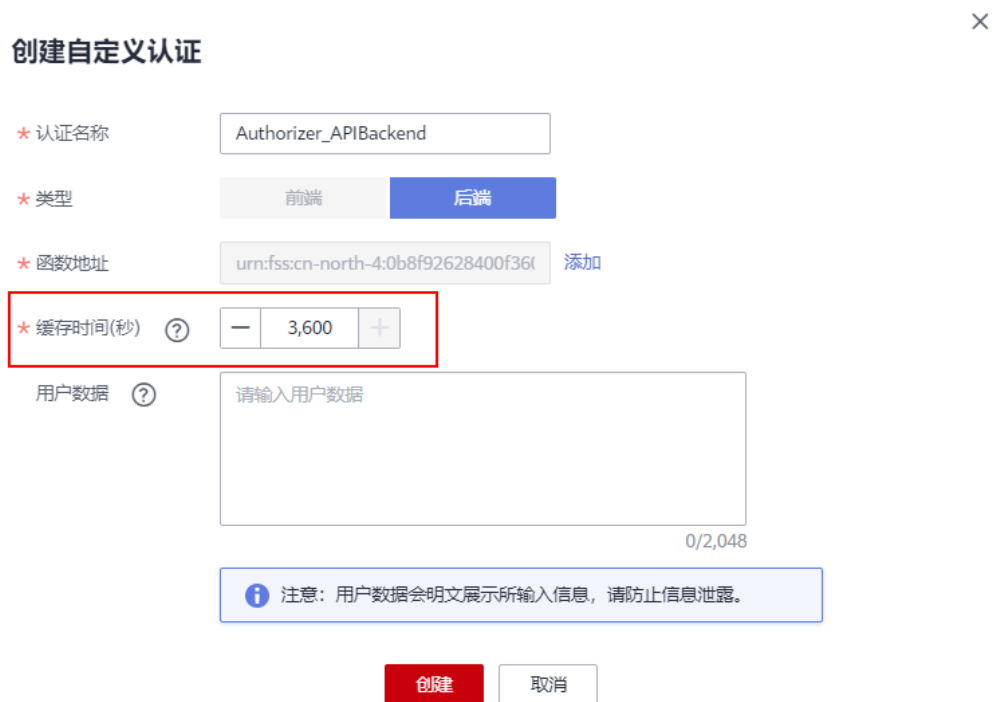 创建自定义认证
* 认证名称 Authorizer_APIBackend
* 类型 前端 后端
* 函数地址 urn:fss:cn-north-4:0b8f92628400f36( 添加
* 缓存时间(秒) ? 3,600
用户数据 ? 请输入用户数据
0/2,048
注意：用户数据会明文展示所输入信息，请防止信息泄露。
创建 取消